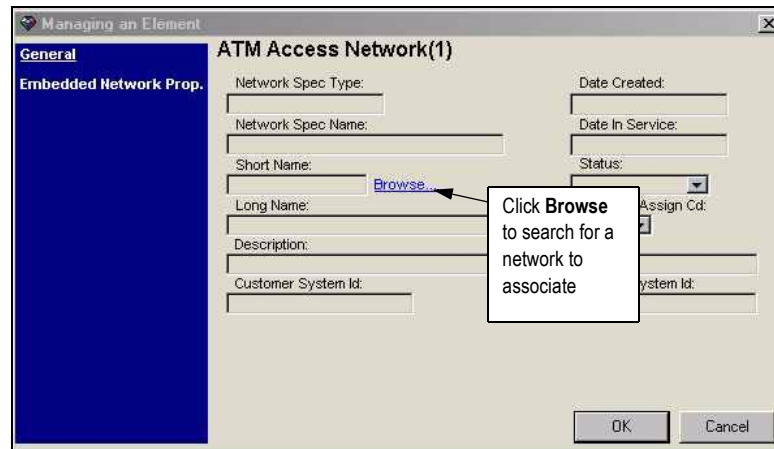 Managing an Element
General
Embedded Network Prop.
ATM Access Network(1)
Network Spec Type:
Date Created:
Network Spec Name:
Date In Service:
Short Name:
Browse...
Status:
Long Name:
Assign Cd:
Description:
Customer System Id:
ystem Id:
Click Browse
to search for a
network to
associate
OK
Cancel